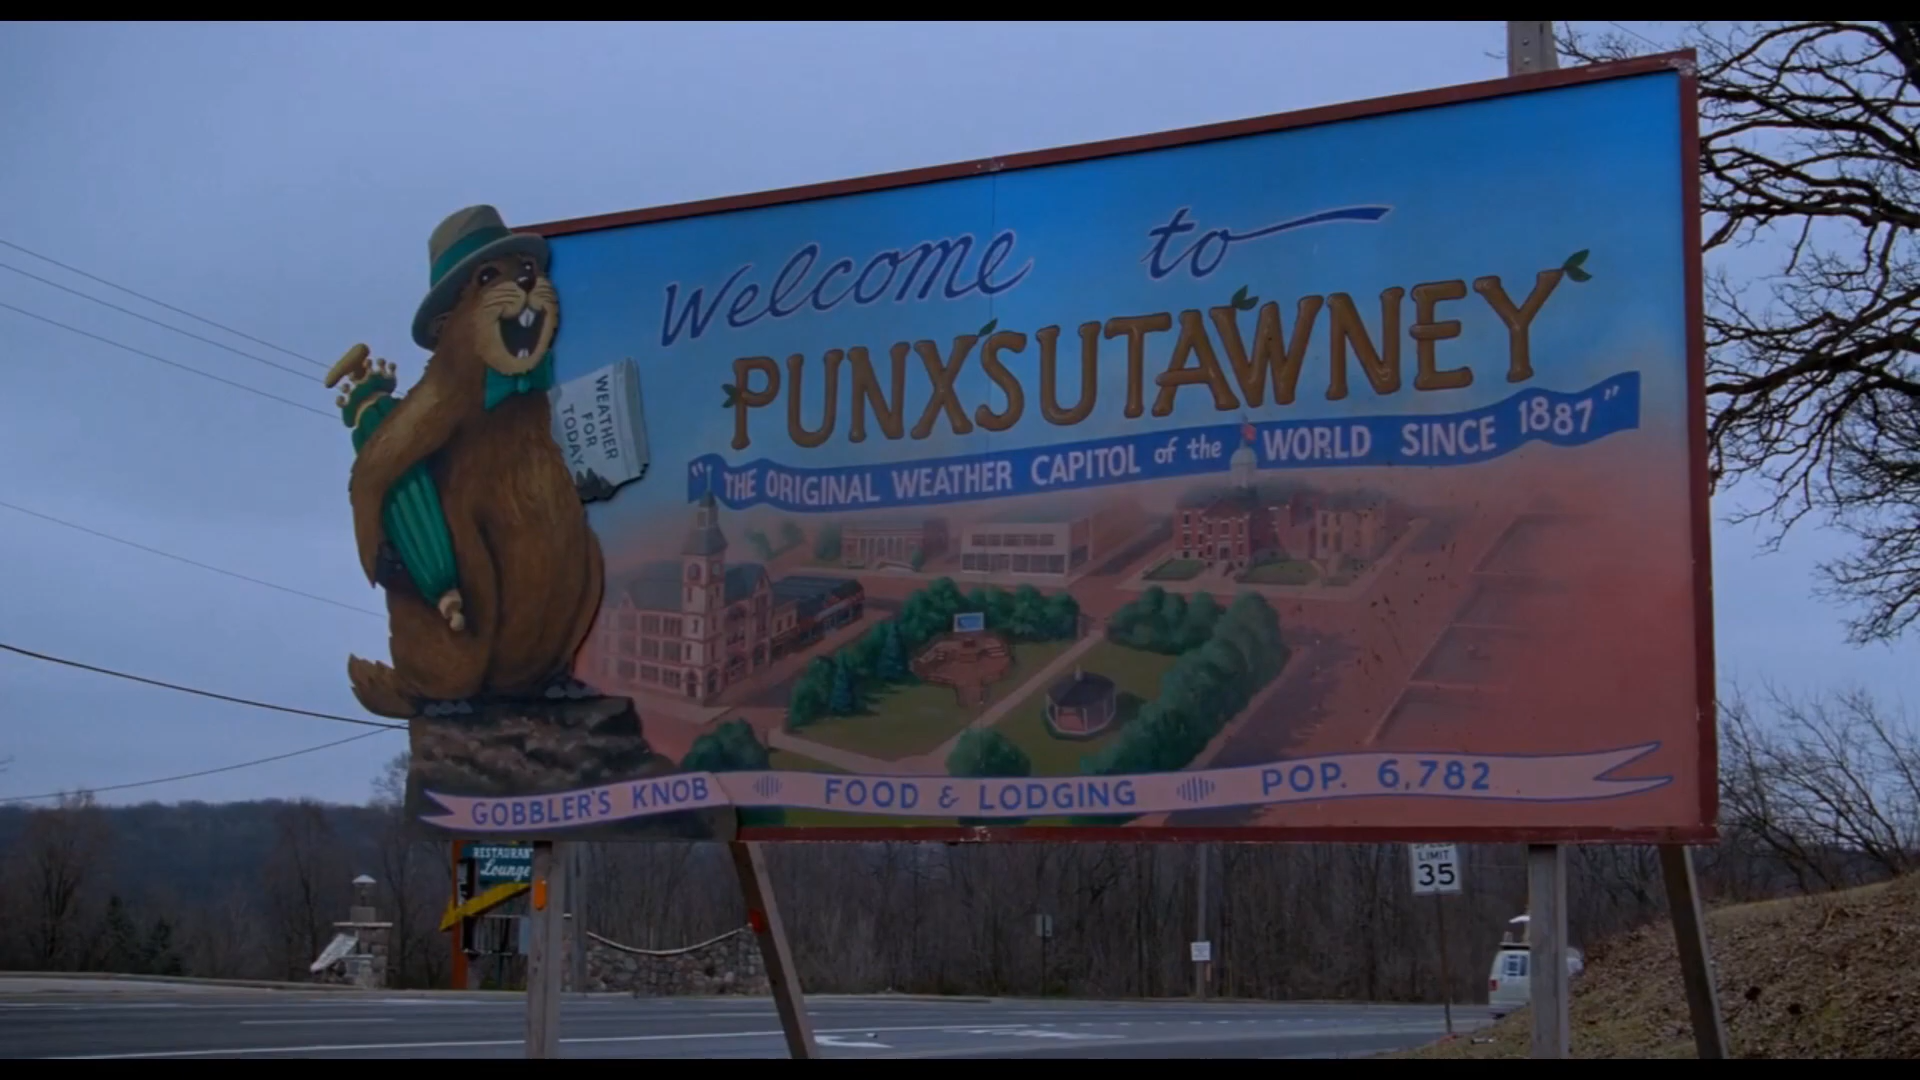 Welcome to
PUNXSUTAWNEY
"THE ORIGINAL WEATHER CAPITOL of the WORLD SINCE 1887"
WEATHER
FOR
TODAY
GOBBLER'S KNOB FOOD & LODGING POP. 6,782
RESTAURANT
Lounge
SPEED
LIMIT
35